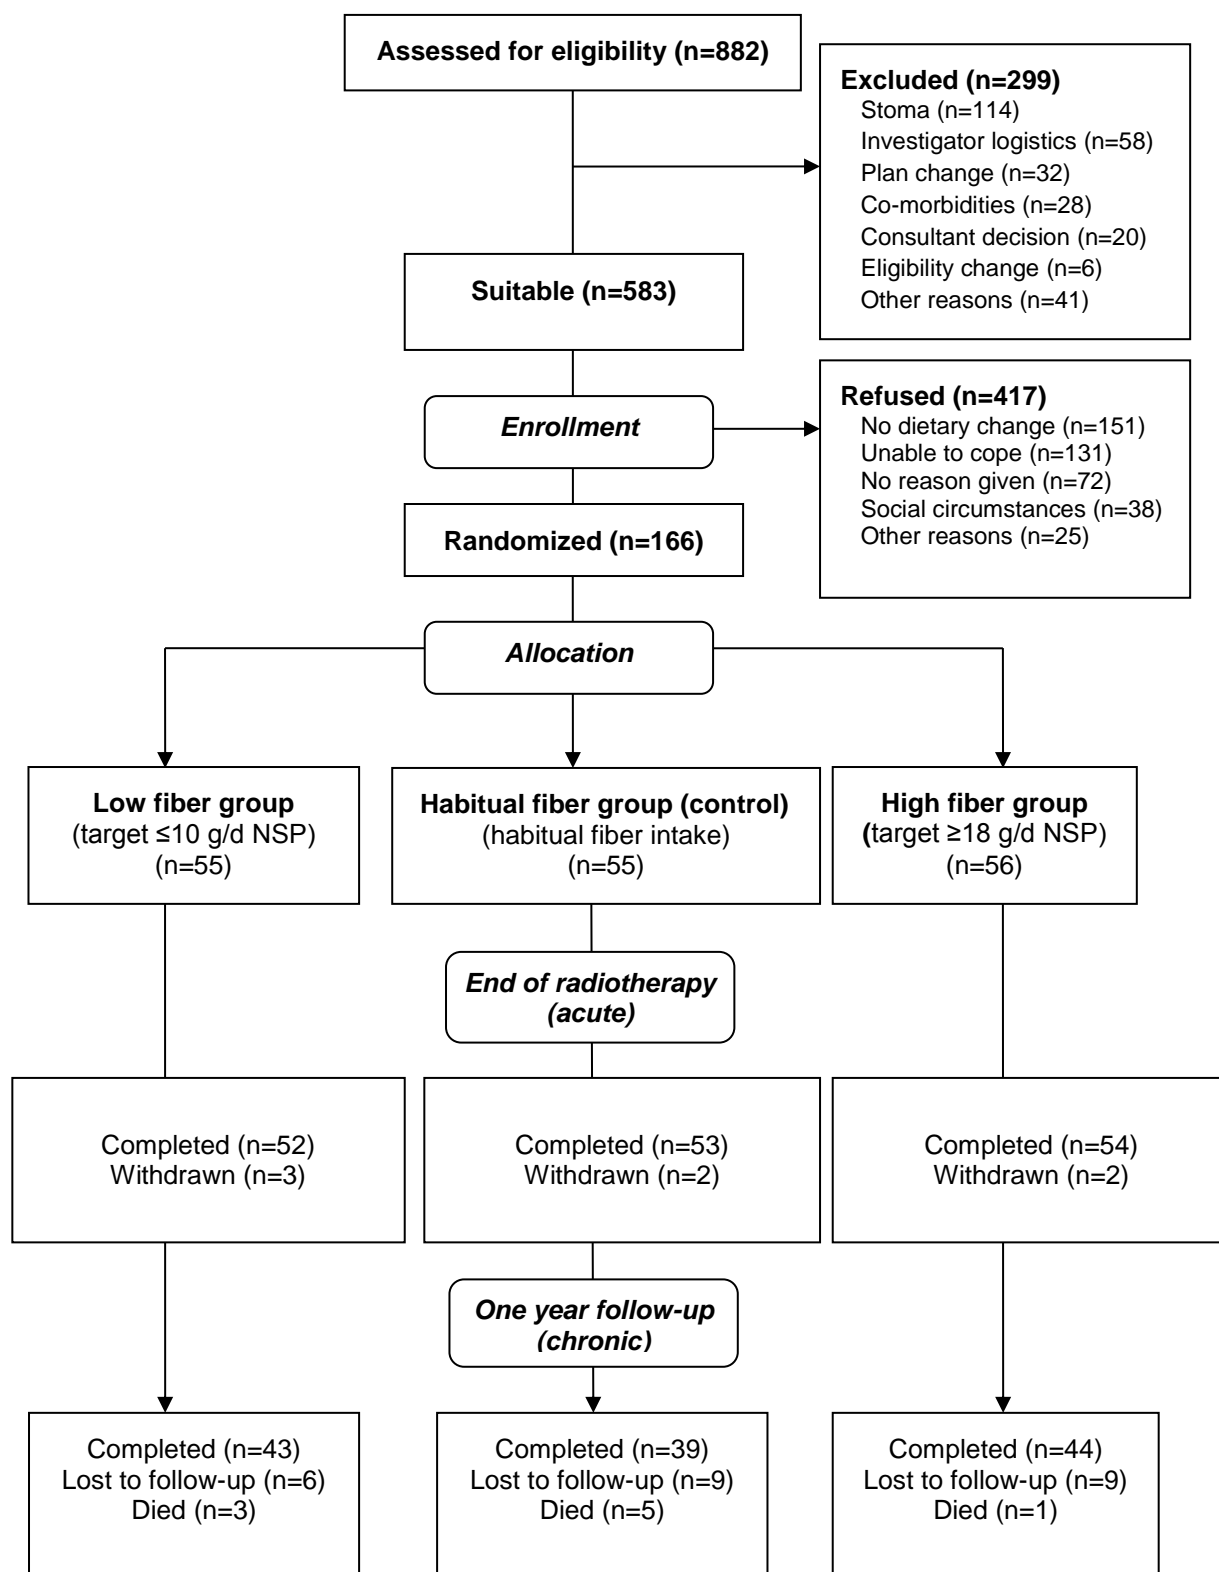 Assessed for eligibility (n=882)
Excluded (n=299)
Stoma (n=114)
Investigator logistics (n=58)
Plan change (n=32)
Co-morbidities (n=28)
Consultant decision (n=20)
Eligibility change (n=6)
Other reasons (n=41)
Suitable (n=583)
Refused (n=417)
No dietary change (n=151)
Unable to cope (n=131)
No reason given (n=72)
Social circumstances (n=38)
Other reasons (n=25)
Enrollment
Randomized (n=166)
Allocation
Low fiber group
(target ≤10 g/d NSP)
(n=55)
Habitual fiber group (control)
(habitual fiber intake)
(n=55)
High fiber group
(target ≥18 g/d NSP)
(n=56)
End of radiotherapy
(acute)
Completed (n=52)
Withdrawn (n=3)
Completed (n=53)
Withdrawn (n=2)
Completed (n=54)
Withdrawn (n=2)
One year follow-up
(chronic)
Completed (n=43)
Lost to follow-up (n=6)
Died (n=3)
Completed (n=39)
Lost to follow-up (n=9)
Died (n=5)
Completed (n=44)
Lost to follow-up (n=9)
Died (n=1)